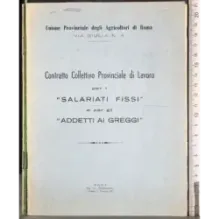 Unione Provinciale degli Agricoltori di Roma
Contratto Collettivo Provinciale di Lavoro
per i
"SALARIATI FISSI"
e per gli
"ADDETTI AI GREGGI"